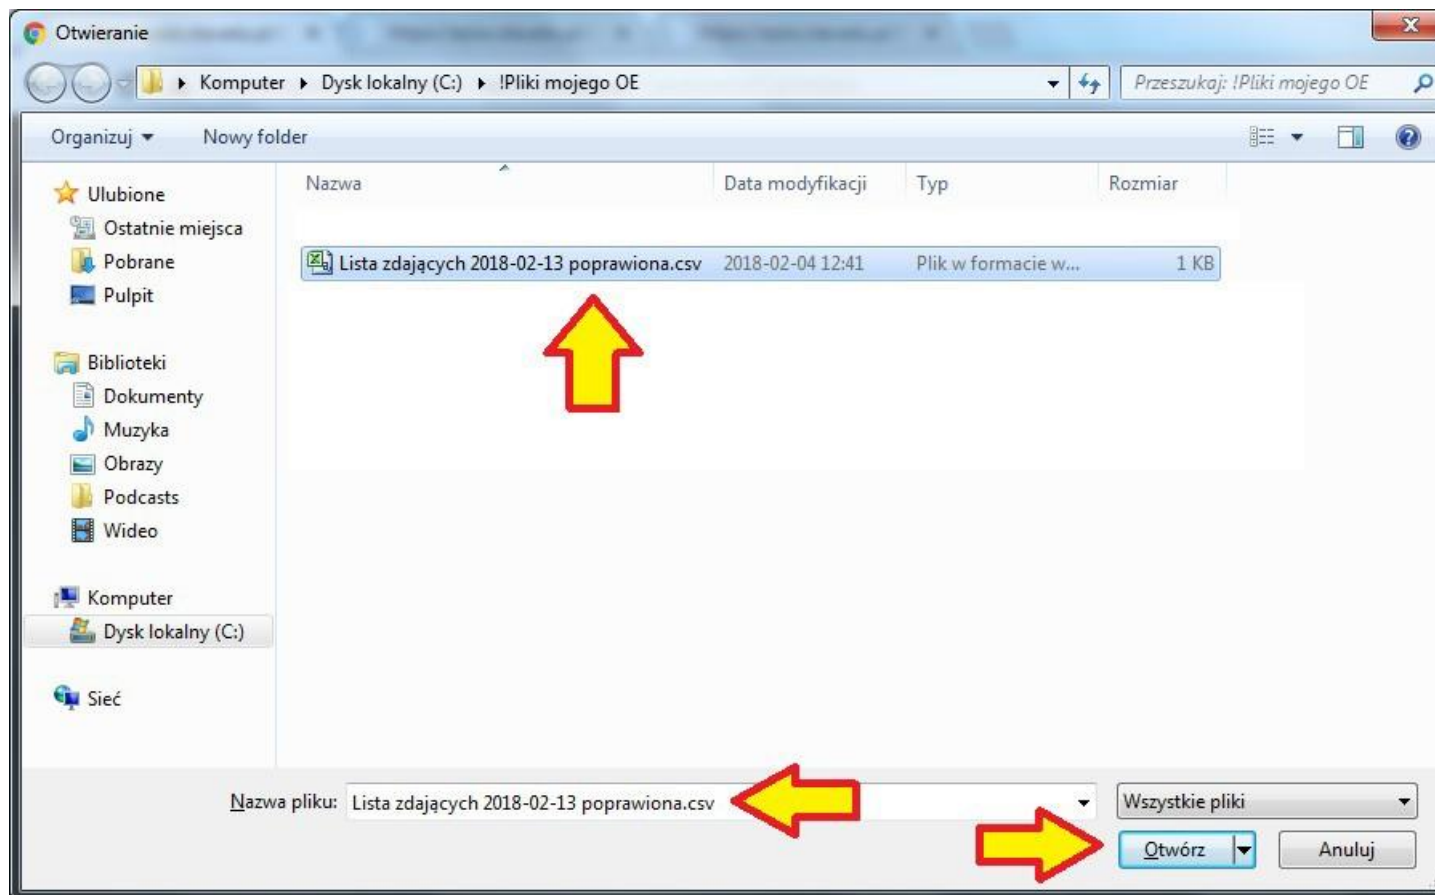 Otwieranie
Komputer Dysk lokalny (C:) !Pliki mojego OE Przeszukaj: !Pliki mojego OE
Organizuj Nowy folder
Nazwa Data modyfikacji Typ Rozmiar
Lista zdających 2018-02-13 poprawiona.csv 2018-02-04 12:41 Plik w formacie w... 1 KB
Ulubione
Ostatnie miejsca
Pobrane
Pulpit
Biblioteki
Dokumenty
Muzyka
Obrazy
Podcasts
Wideo
Komputer
Dysk lokalny (C:)
Sieć
Nazwa pliku: Lista zdających 2018-02-13 poprawiona.csv Wszystkie pliki
Otwórz Anuluj